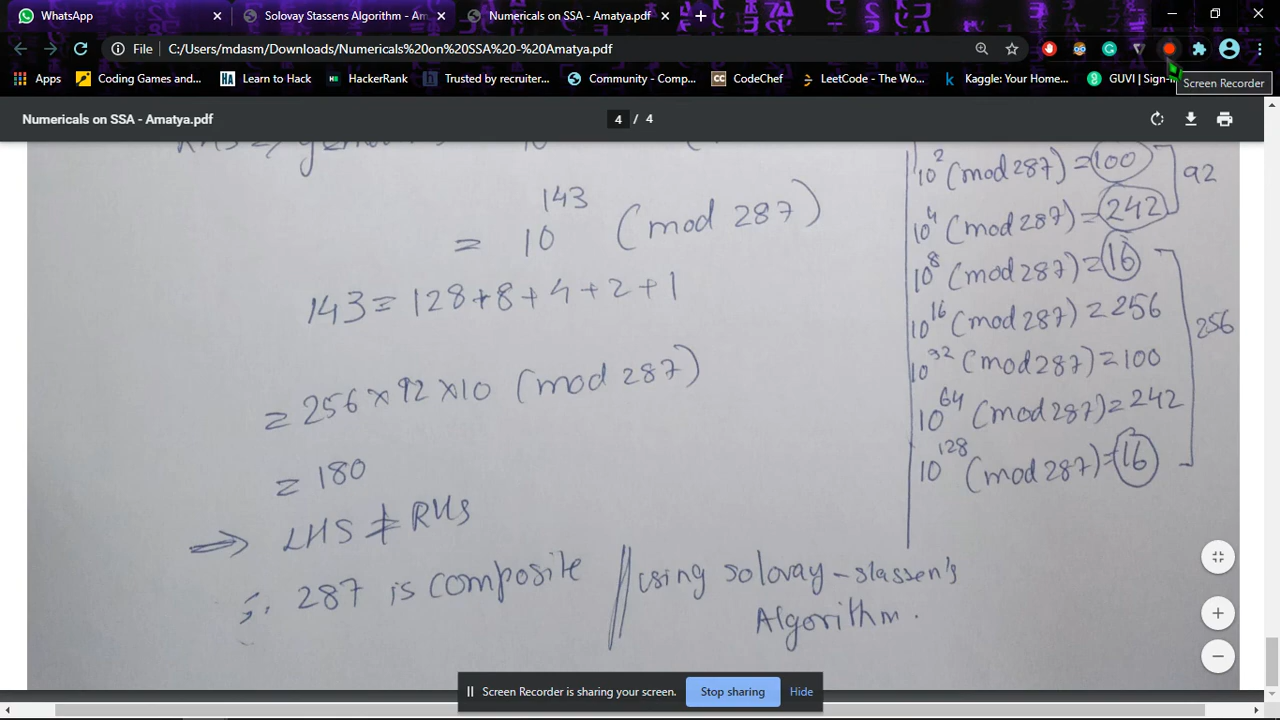 WhatsApp
Solovay Stassens Algorithm - Am
Numericals on SSA - Amatya.pdf
File C:/Users/mdasm/Downloads/Numericals%20on%20SSA%20-%20Amatya.pdf
Screen Recorder
Apps Coding Games and... Learn to Hack HackerRank Trusted by recruiter... Community - Comp... CodeChef LeetCode - The Wo... Kaggle: Your Home... GUVI | Sign-
Numericals on SSA - Amatya.pdf 4 / 4
= 10^143 (mod 287)
143 = 128+8+4+2+1
= 256 × 92 × 10 (mod 287)
= 180
⇒ LHS ≠ RHS
∴ 287 is composite // using solovay-stassen's
Algorithm.
10^2 (mod 287) = 100
92
10^4 (mod 287) = 242
10^8 (mod 287) = 16
10^16 (mod 287) = 256
256
10^32 (mod 287) = 100
10^64 (mod 287) = 242
10^128 (mod 287) = 16
Screen Recorder is sharing your screen. Stop sharing Hide